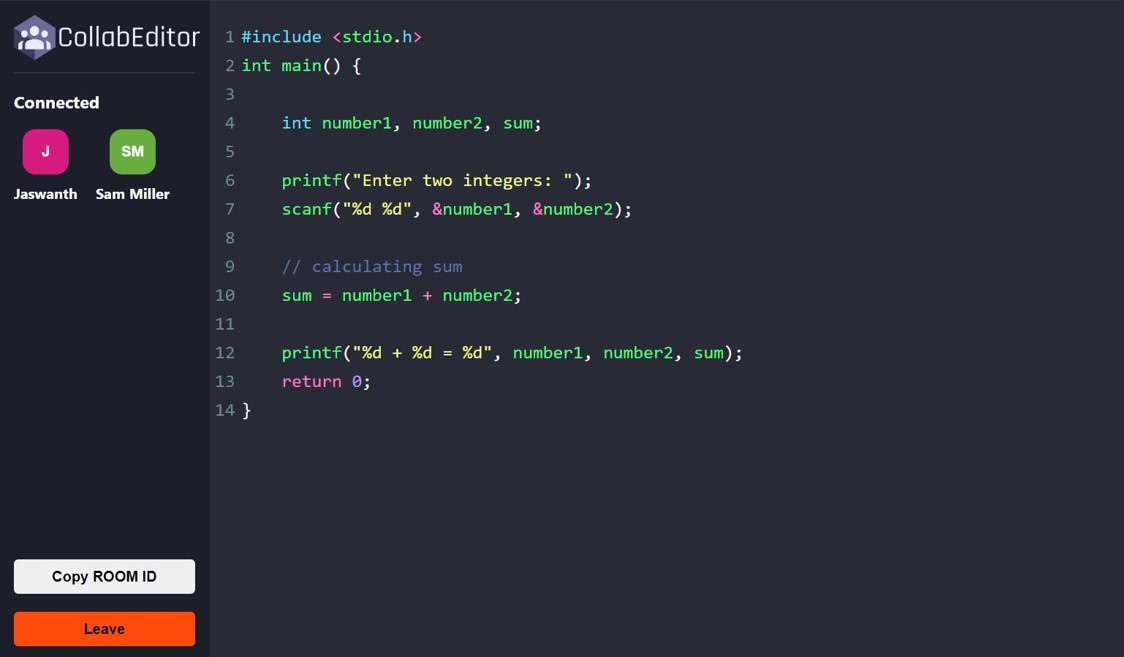 CollabEditor
Connected
J SM
Jaswanth Sam Miller
Copy ROOM ID
Leave
1 #include <stdio.h>
2 int main() {
3
4     int number1, number2, sum;
5
6     printf("Enter two integers: ");
7     scanf("%d %d", &number1, &number2);
8
9     // calculating sum
10     sum = number1 + number2;
11
12     printf("%d + %d = %d", number1, number2, sum);
13     return 0;
14 }